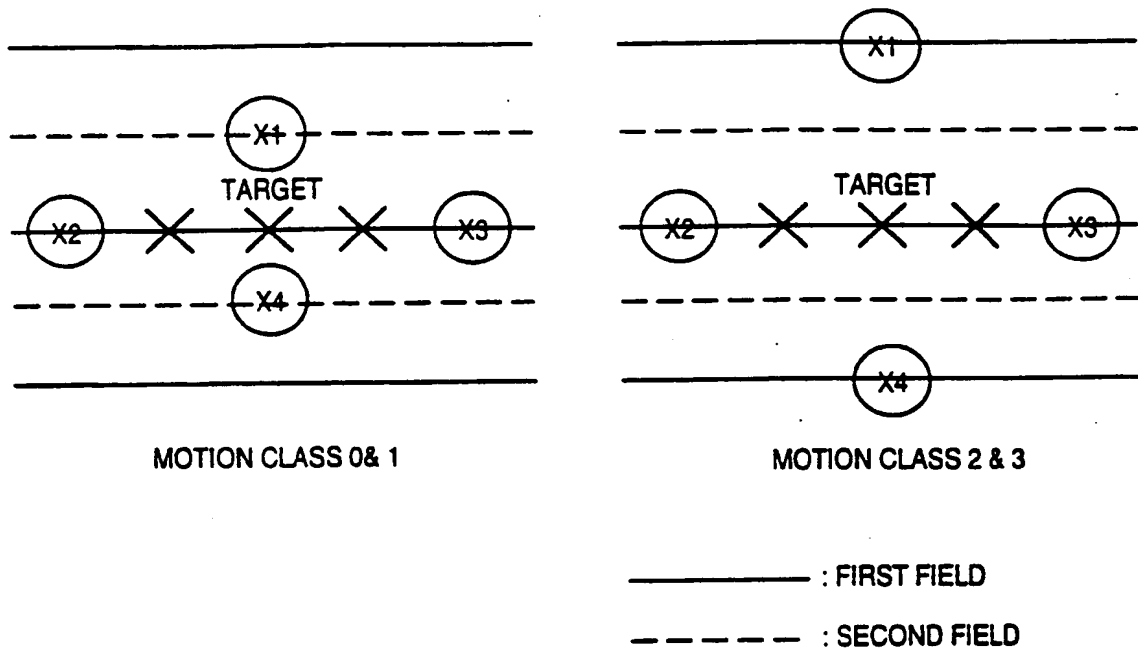 X1
TARGET
X2
X3
X4
MOTION CLASS 0& 1
X1
TARGET
X2
X3
X4
MOTION CLASS 2 & 3
: FIRST FIELD
: SECOND FIELD